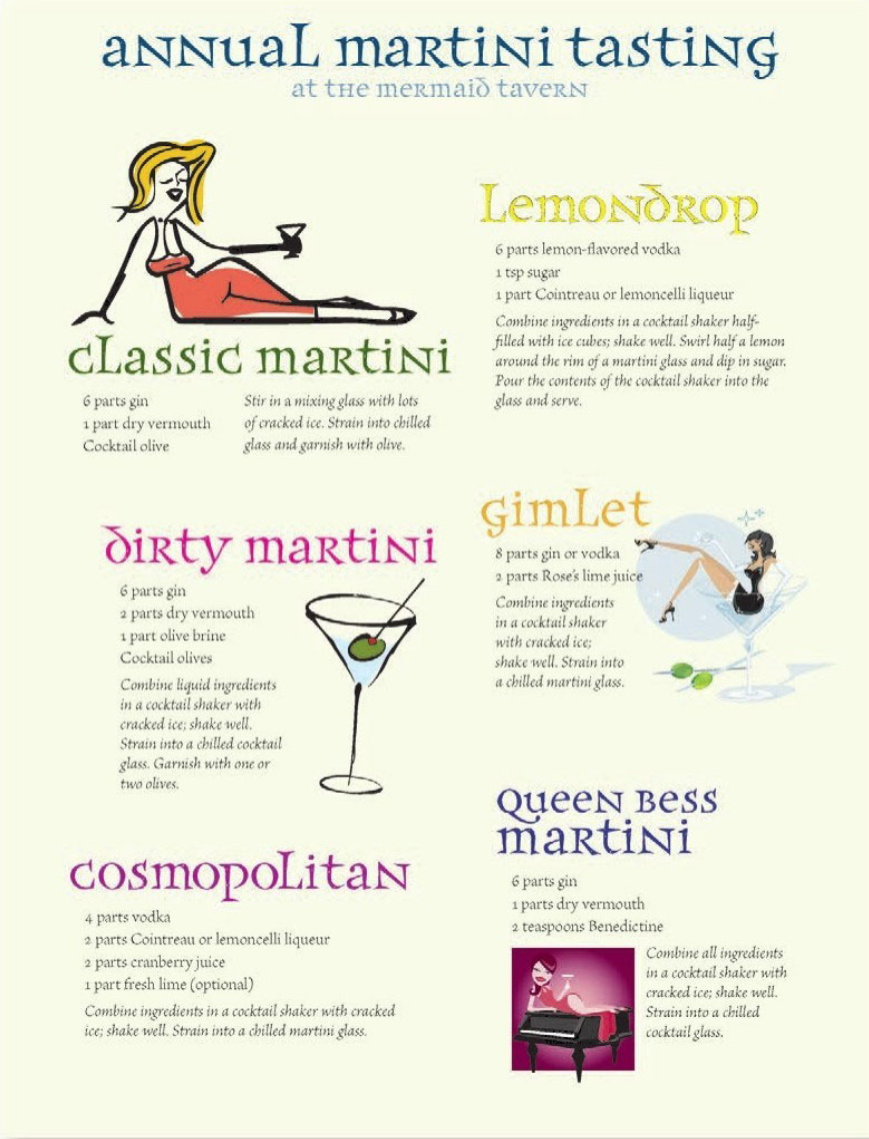 annual martini tasting
at the mermaid tavern
classic martini
6 parts gin
1 part dry vermouth
Cocktail olive
Stir in a mixing glass with lots
of cracked ice. Strain into chilled
glass and garnish with olive.
Lemondrop
6 parts lemon-flavored vodka
1 tsp sugar
1 part Cointreau or lemoncelli liqueur
Combine ingredients in a cocktail shaker half-
filled with ice cubes; shake well. Swirl half a lemon
around the rim of a martini glass and dip in sugar.
Pour the contents of the cocktail shaker into the
glass and serve.
dirty martini
6 parts gin
2 parts dry vermouth
1 part olive brine
Cocktail olives
Combine liquid ingredients
in a cocktail shaker with
cracked ice; shake well.
Strain into a chilled cocktail
glass. Garnish with one or
two olives.
gimLet
8 parts gin or vodka
2 parts Rose's lime juice
Combine ingredients
in a cocktail shaker
with cracked ice;
shake well. Strain into
a chilled martini glass.
cosmopoLitan
4 parts vodka
2 parts Cointreau or lemoncelli liqueur
2 parts cranberry juice
1 part fresh lime (optional)
Combine ingredients in a cocktail shaker with cracked
ice; shake well. Strain into a chilled martini glass.
Queen Bess
martini
6 parts gin
1 parts dry vermouth
2 teaspoons Benedictine
Combine all ingredients
in a cocktail shaker with
cracked ice; shake well.
Strain into a chilled
cocktail glass.